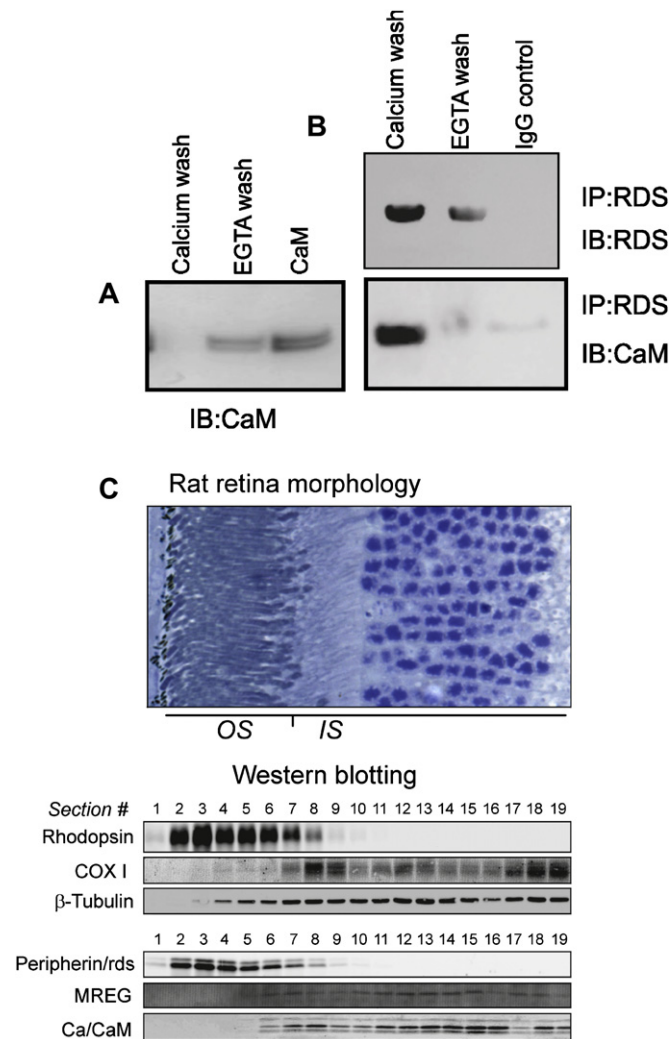 A
Calcium wash
EGTA wash
CaM
IB:CaM
B
Calcium wash
EGTA wash
IgG control
IP:RDS
IB:RDS
IP:RDS
IB:CaM
C
Rat retina morphology
OS IS
Western blotting
Section # 1 2 3 4 5 6 7 8 9 10 11 12 13 14 15 16 17 18 19
Rhodopsin
COX I
β-Tubulin
1 2 3 4 5 6 7 8 9 10 11 12 13 14 15 16 17 18 19
Peripherin/rds
MREG
Ca/CaM